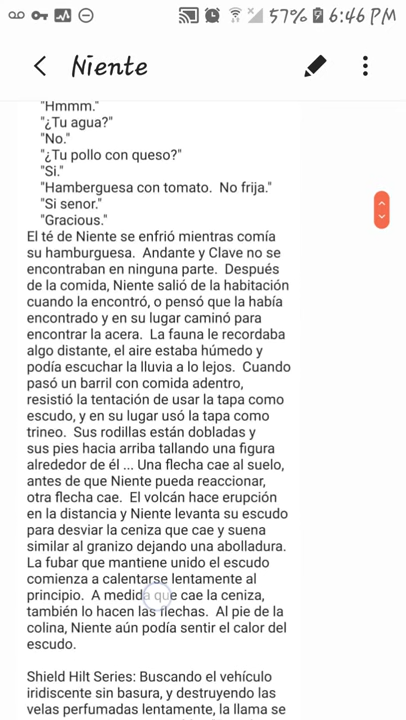 57% 6:46 PM
Niente
"Hmmm."
"¿Tu agua?"
"No."
"¿Tu pollo con queso?"
"Si."
"Hamberguesa con tomato.  No frija."
"Si senor."
"Gracious."
El té de Niente se enfrió mientras comía
su hamburguesa.  Andante y Clave no se
encontraban en ninguna parte.  Después
de la comida, Niente salió de la habitación
cuando la encontró, o pensó que la había
encontrado y en su lugar caminó para
encontrar la acera.  La fauna le recordaba
algo distante, el aire estaba húmedo y
podía escuchar la lluvia a lo lejos.  Cuando
pasó un barril con comida adentro,
resistió la tentación de usar la tapa como
escudo, y en su lugar usó la tapa como
trineo.  Sus rodillas están dobladas y
sus pies hacia arriba tallando una figura
alrededor de él ... Una flecha cae al suelo,
antes de que Niente pueda reaccionar,
otra flecha cae.  El volcán hace erupción
en la distancia y Niente levanta su escudo
para desviar la ceniza que cae y suena
similar al granizo dejando una abolladura.
La fubar que mantiene unido el escudo
comienza a calentarse lentamente al
principio.  A medida que cae la ceniza,
también lo hacen las flechas.  Al pie de la
colina, Niente aún podía sentir el calor del
escudo.
Shield Hilt Series: Buscando el vehículo
iridiscente sin basura, y destruyendo las
velas perfumadas lentamente, la llama se